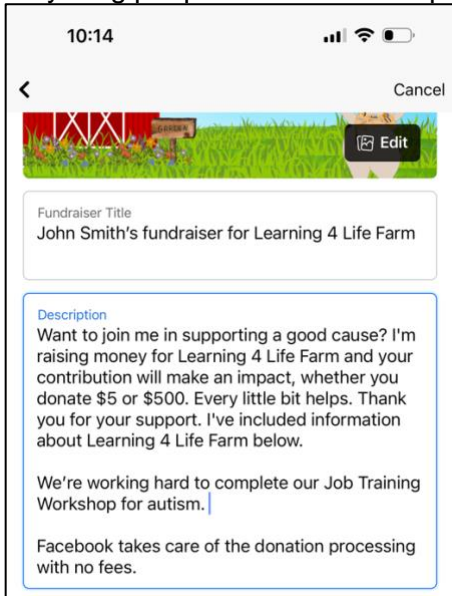 10:14
Cancel
GARDEN
Edit
Fundraiser Title
John Smith's fundraiser for Learning 4 Life Farm
Description
Want to join me in supporting a good cause? I'm
raising money for Learning 4 Life Farm and your
contribution will make an impact, whether you
donate $5 or $500. Every little bit helps. Thank
you for your support. I've included information
about Learning 4 Life Farm below.
We're working hard to complete our Job Training
Workshop for autism.
Facebook takes care of the donation processing
with no fees.